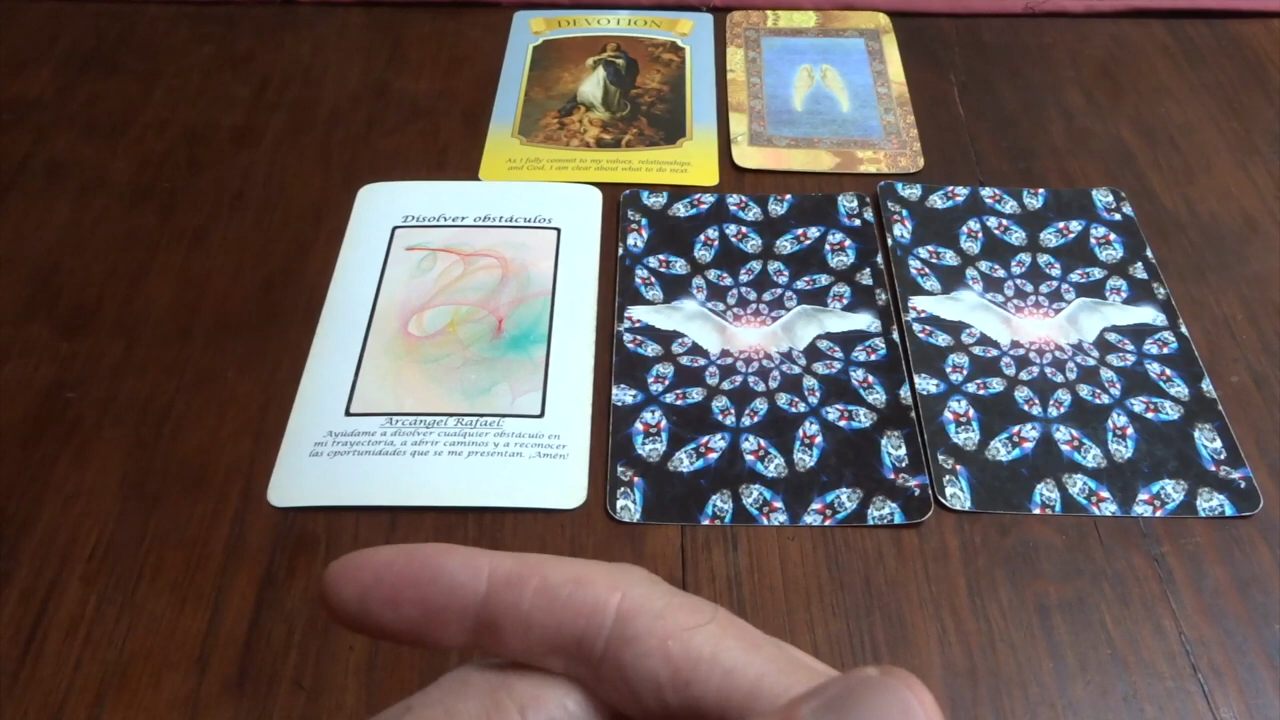 DEVOTION
As I fully commit to my values, relationships,
and God, I am clear about what to do next.
Disolver obstáculos
Arcángel Rafael:
Ayúdame a disolver cualquier obstáculo en
mi trayectoria, a abrir caminos y a reconocer
las oportunidades que se me presentan. ¡Amén!